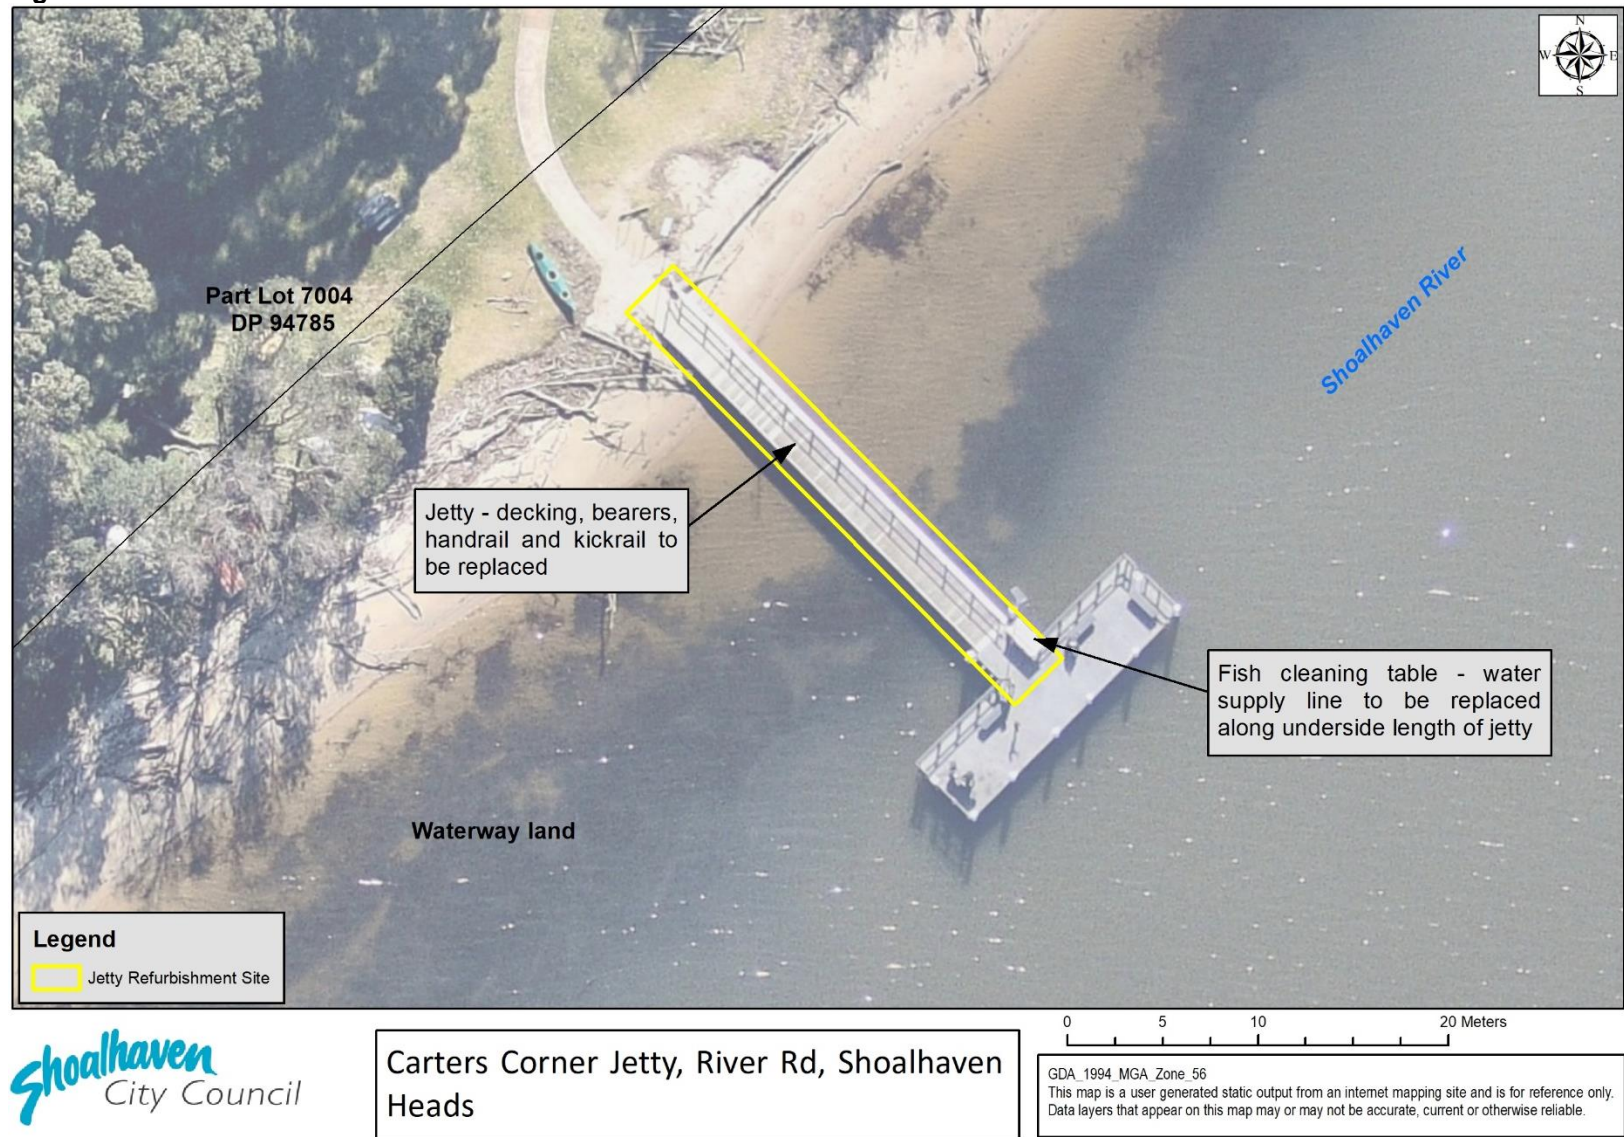 N
W E
S
Part Lot 7004
DP 94785
Shoalhaven River
Jetty - decking, bearers,
handrail and kickrail to
be replaced
Fish cleaning table - water
supply line to be replaced
along underside length of jetty
Waterway land
Legend
Jetty Refurbishment Site
Shoalhaven
City Council
Carters Corner Jetty, River Rd, Shoalhaven
Heads
0 5 10 20 Meters
GDA_1994_MGA_Zone_56
This map is a user generated static output from an internet mapping site and is for reference only.
Data layers that appear on this map may or may not be accurate, current or otherwise reliable.